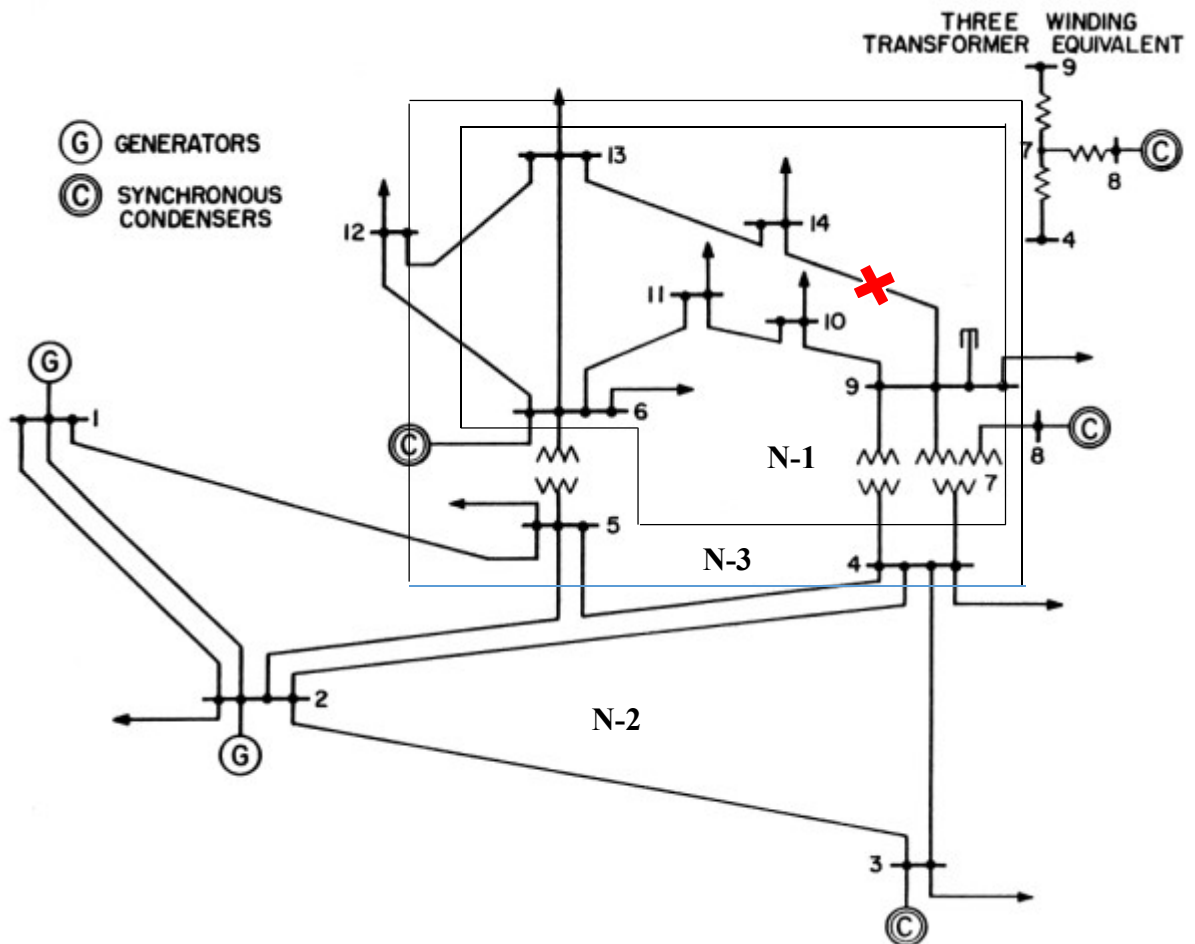 THREE WINDING
TRANSFORMER EQUIVALENT
9
7
C
8
4
G GENERATORS
C SYNCHRONOUS
CONDENSERS
13
12
14
11
10
G
1
9
6
C
N-1
8
C
7
5
N-3
4
2
N-2
G
3
C